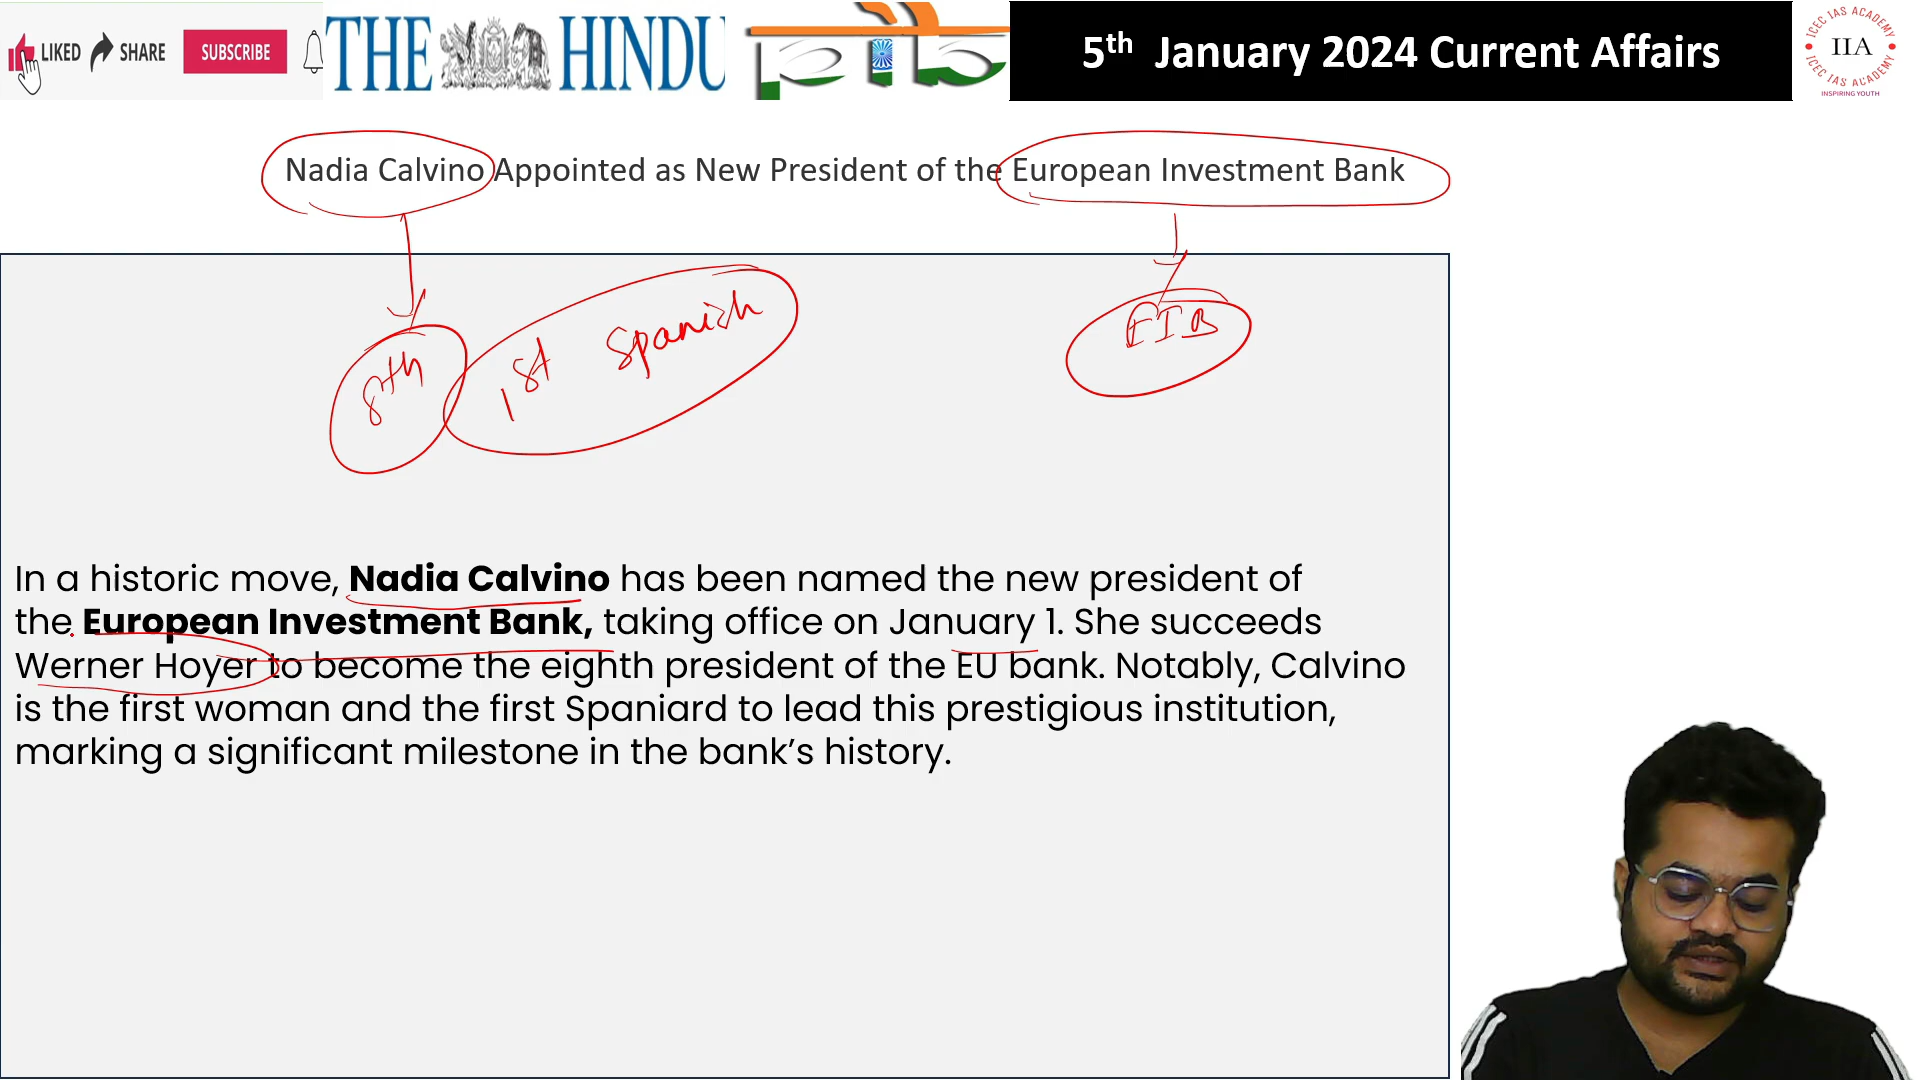 LIKED SHARE SUBSCRIBE THE HINDU pib 5th January 2024 Current Affairs
ICEC IAS ACADEMY IIA ICEC IAS ACADEMY
INSPIRING YOUTH
Nadia Calvino Appointed as New President of the European Investment Bank
8th 1st Spanish EIB
In a historic move, Nadia Calvino has been named the new president of
the European Investment Bank, taking office on January 1. She succeeds
Werner Hoyer to become the eighth president of the EU bank. Notably, Calvino
is the first woman and the first Spaniard to lead this prestigious institution,
marking a significant milestone in the bank’s history.